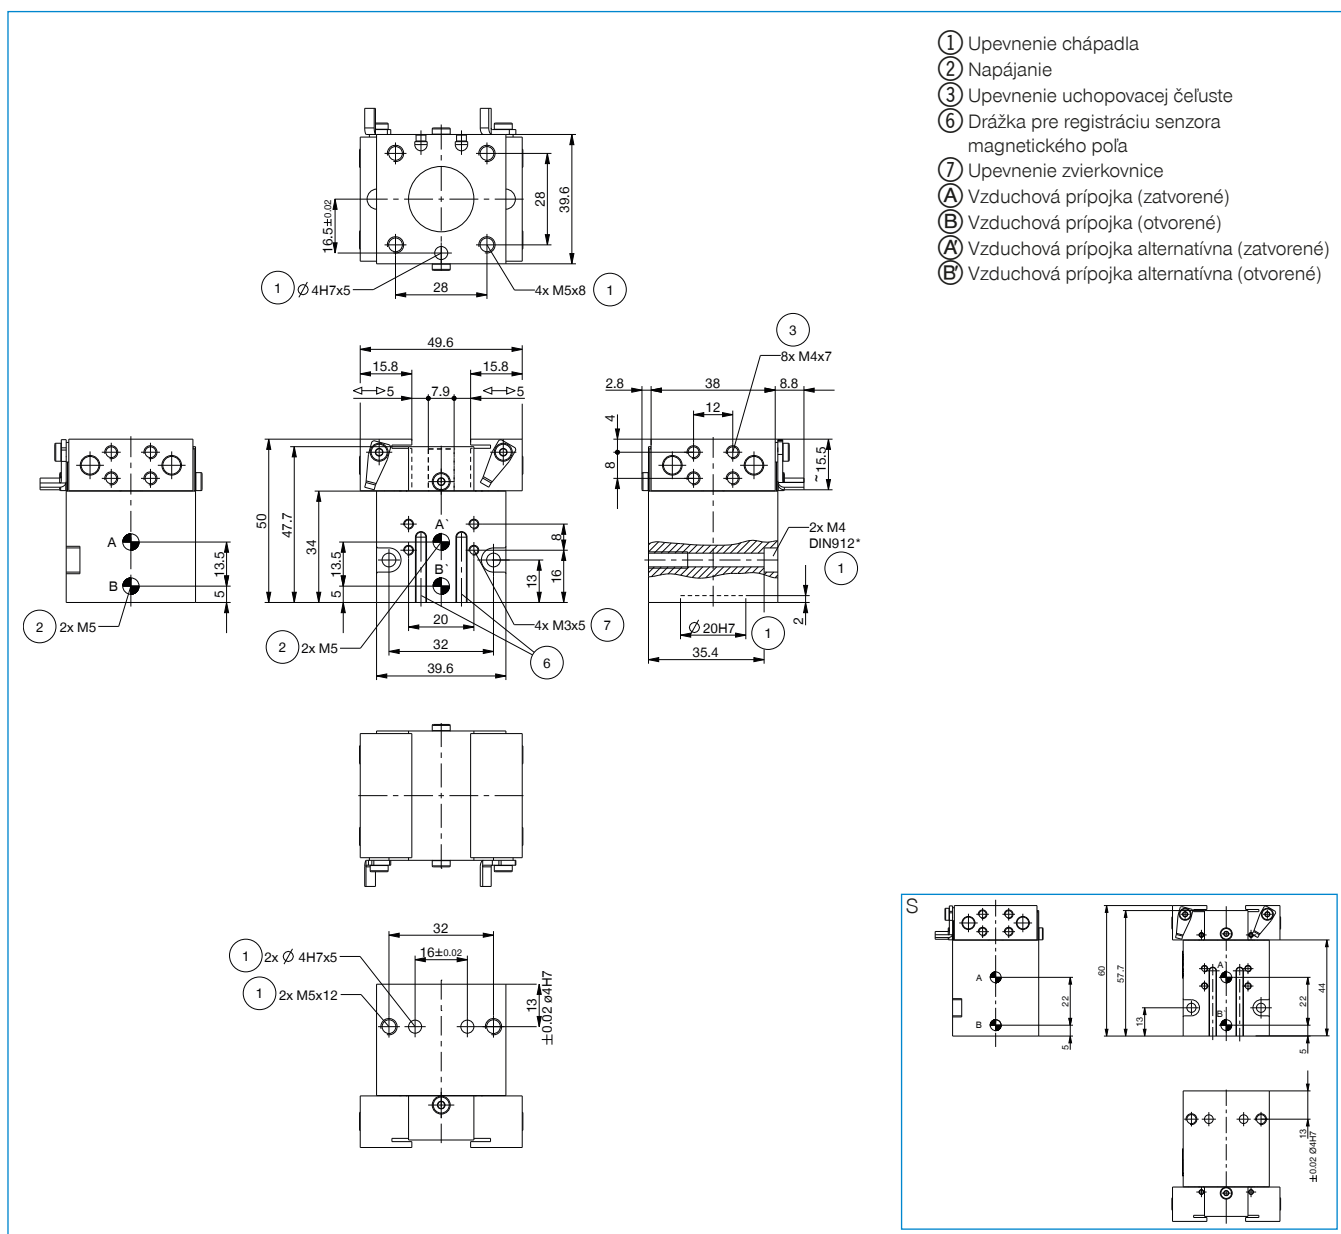 1 Upevnenie chápadla
2 Napájanie
3 Upevnenie uchopovacej čeľuste
6 Drážka pre registráciu senzora
magnetického poľa
7 Upevnenie zvierkovnice
A Vzduchová prípojka (zatvorené)
B Vzduchová prípojka (otvorené)
A' Vzduchová prípojka alternatívna (zatvorené)
B' Vzduchová prípojka alternatívna (otvorené)
16.5±0.02
28
39.6
1 Ø 4H7x5
28
4x M5x8 1
49.6
15.8
15.8
5
7.9
5
3
8x M4x7
2.8
38
8.8
12
4
8
~ 15.5
A
B
13.5
5
2 2x M5
50
47.7
34
13.5
5
A`
B`
8
16
13
20
32
39.6
2 2x M5
4x M3x5 7
6
2x M4
DIN912*
1
2
Ø 20H7 1
35.4
32
16±0.02
1 2x Ø 4H7x5
1 2x M5x12
13
±0.02 ø4H7
S
A
B
22
5
60
57.7
13
A`
B`
44
22
5
13
±0.02 Ø4H7